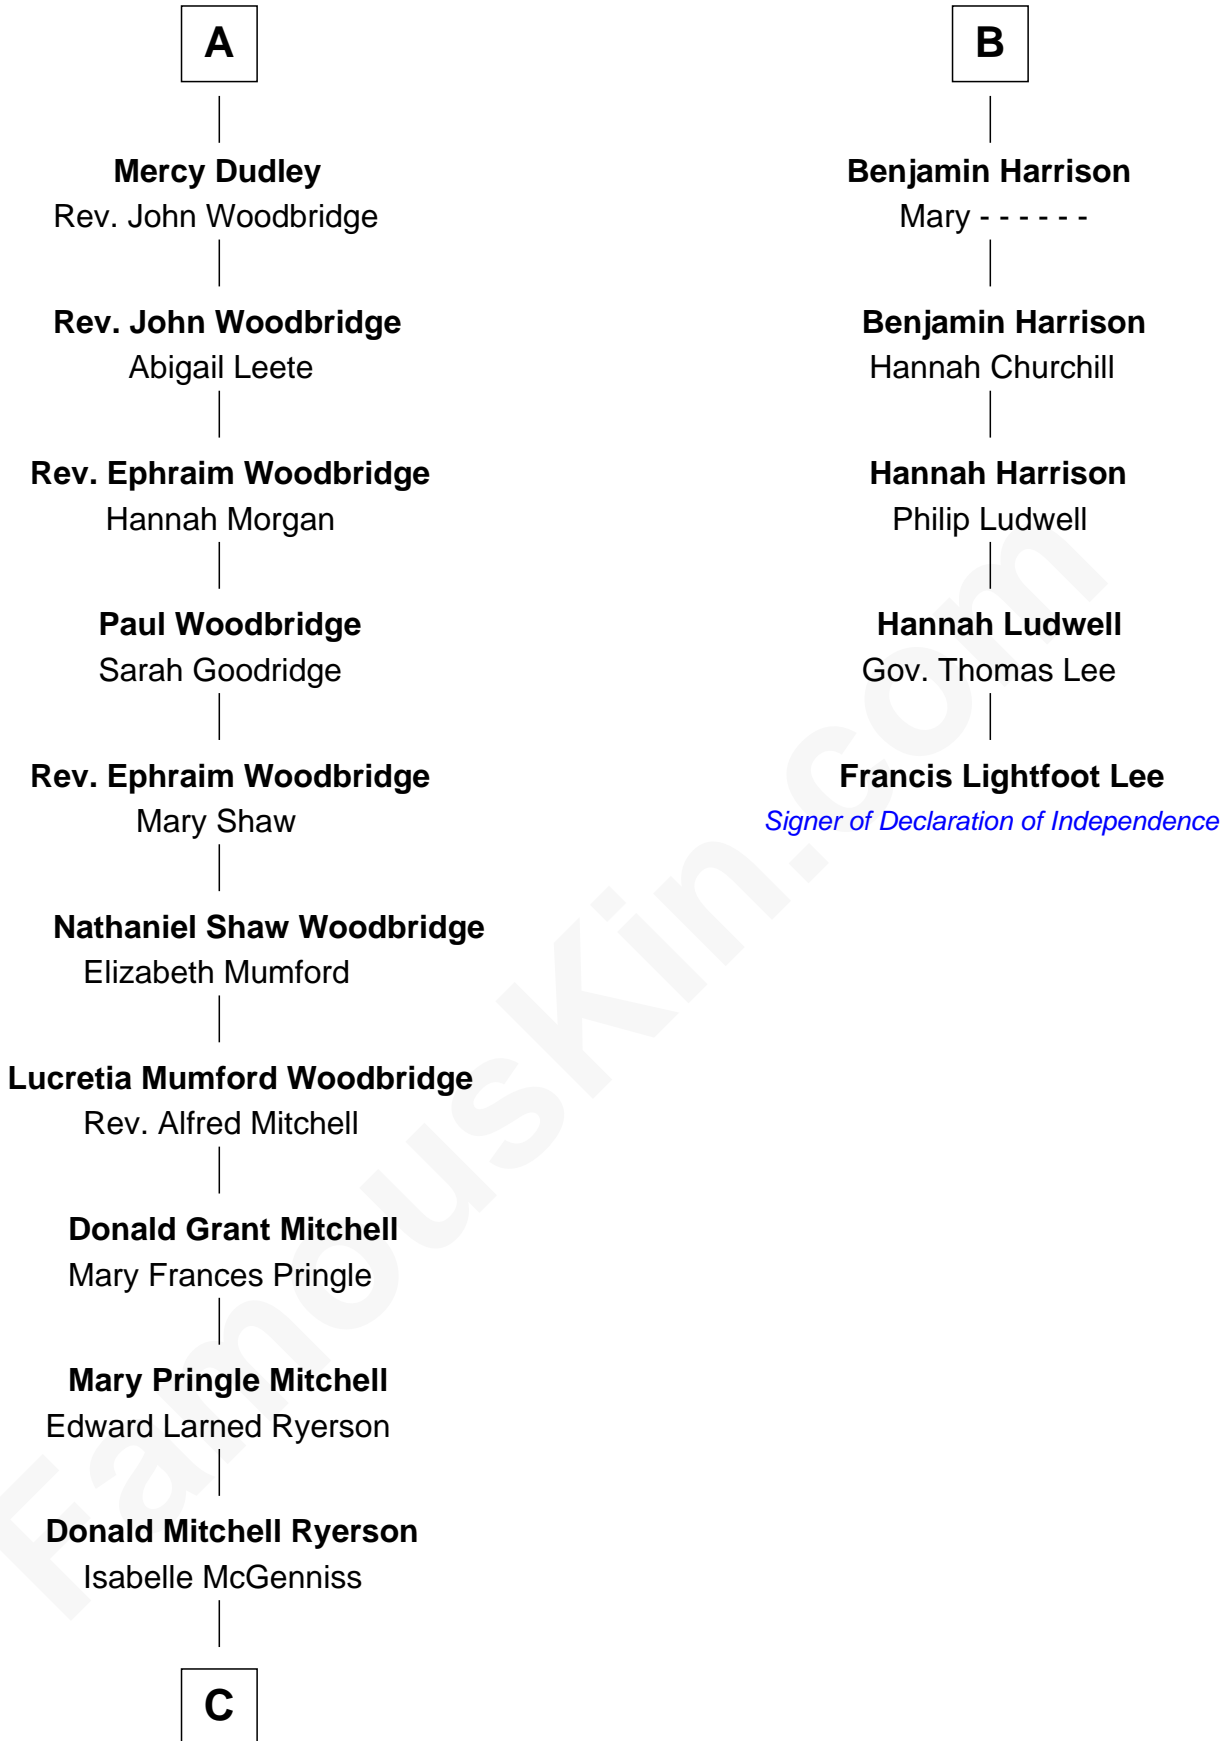 A
Mercy Dudley
Rev. John Woodbridge
Rev. John Woodbridge
Abigail Leete
Rev. Ephraim Woodbridge
Hannah Morgan
Paul Woodbridge
Sarah Goodridge
Rev. Ephraim Woodbridge
Mary Shaw
Nathaniel Shaw Woodbridge
Elizabeth Mumford
Lucretia Mumford Woodbridge
Rev. Alfred Mitchell
Donald Grant Mitchell
Mary Frances Pringle
Mary Pringle Mitchell
Edward Larned Ryerson
Donald Mitchell Ryerson
Isabelle McGenniss
C
B
Benjamin Harrison
Mary - - - - - -
Benjamin Harrison
Hannah Churchill
Hannah Harrison
Philip Ludwell
Hannah Ludwell
Gov. Thomas Lee
Francis Lightfoot Lee
Signer of Declaration of Independence
FamousKin.com